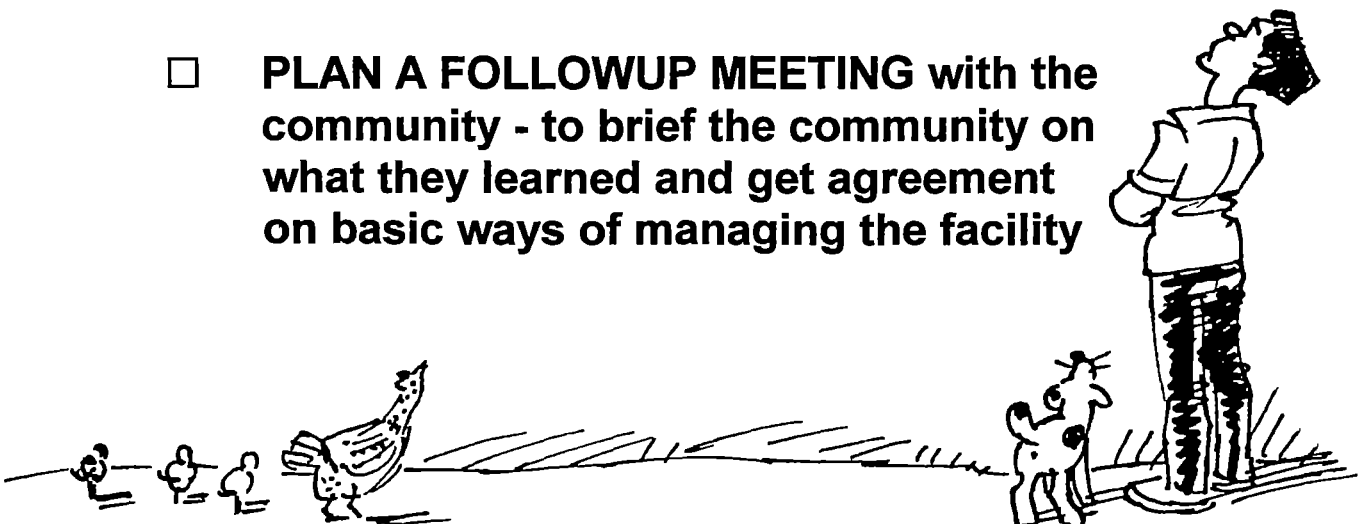 ☐ PLAN A FOLLOWUP MEETING with the
community - to brief the community on
what they learned and get agreement
on basic ways of managing the facility